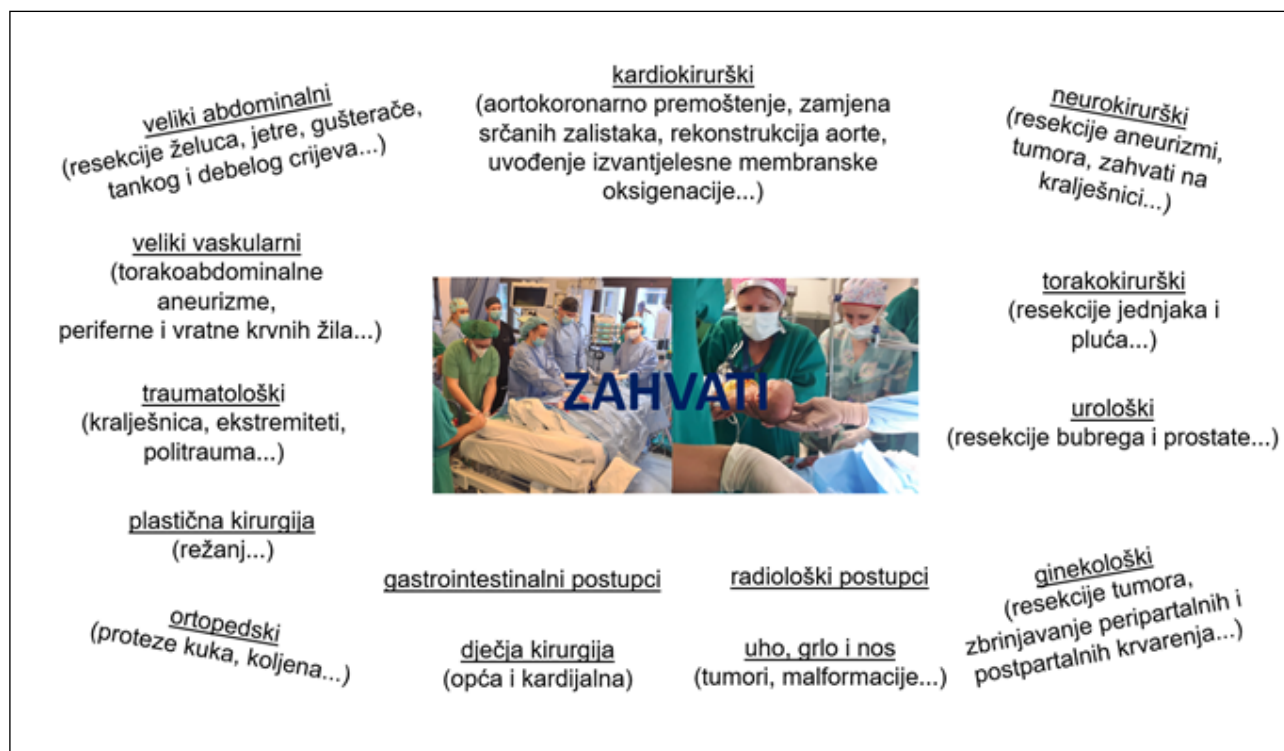 veliki abdominalni
(resekcije želuca, jetre, gušterače,
tankog i debelog crijeva...)
kardiokirurški
(aortokoronarno premoštenje, zamjena
srčanih zalistaka, rekonstrukcija aorte,
uvođenje izvantjelesne membranske
oksigenacije...)
neurokirurški
(resekcije aneurizmi,
tumora, zahvati na
kralješnici...)
veliki vaskularni
(torakoabdominalne
aneurizme,
periferne i vratne krvnih žila...)
torakokirurški
(resekcije jednjaka i
pluća...)
ZAHVATI
traumatološki
(kralješnica, ekstremiteti,
politrauma...)
urološki
(resekcije bubrega i prostate...)
plastična kirurgija
(režanj...)
gastrointestinalni postupci
radiološki postupci
ginekološki
(resekcije tumora,
zbrinjavanje peripartalnih i
postpartalnih krvarenja...)
ortopedski
(proteze kuka, koljena...)
dječja kirurgija
(opća i kardijalna)
uho, grlo i nos
(tumori, malformacije...)